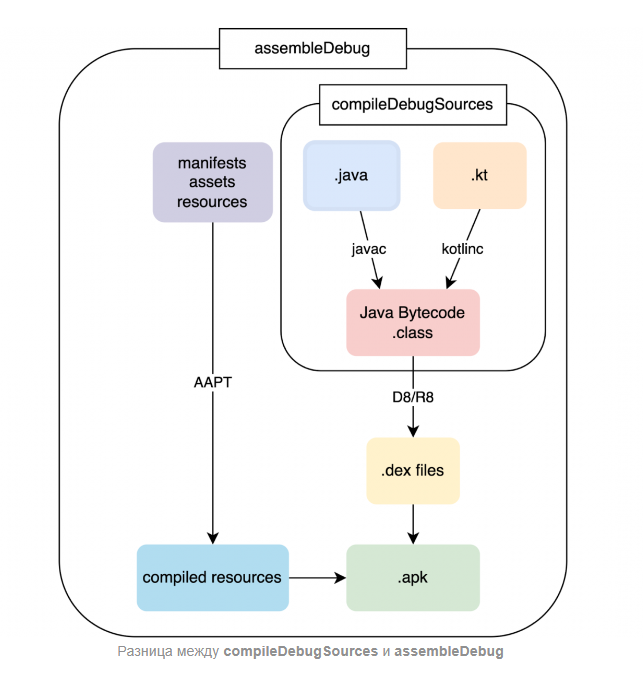 assembleDebug
compileDebugSources
manifests
assets
resources
.java
.kt
javac
kotlinc
Java Bytecode
.class
AAPT
D8/R8
.dex files
compiled resources
.apk
Разница между compileDebugSources и assembleDebug